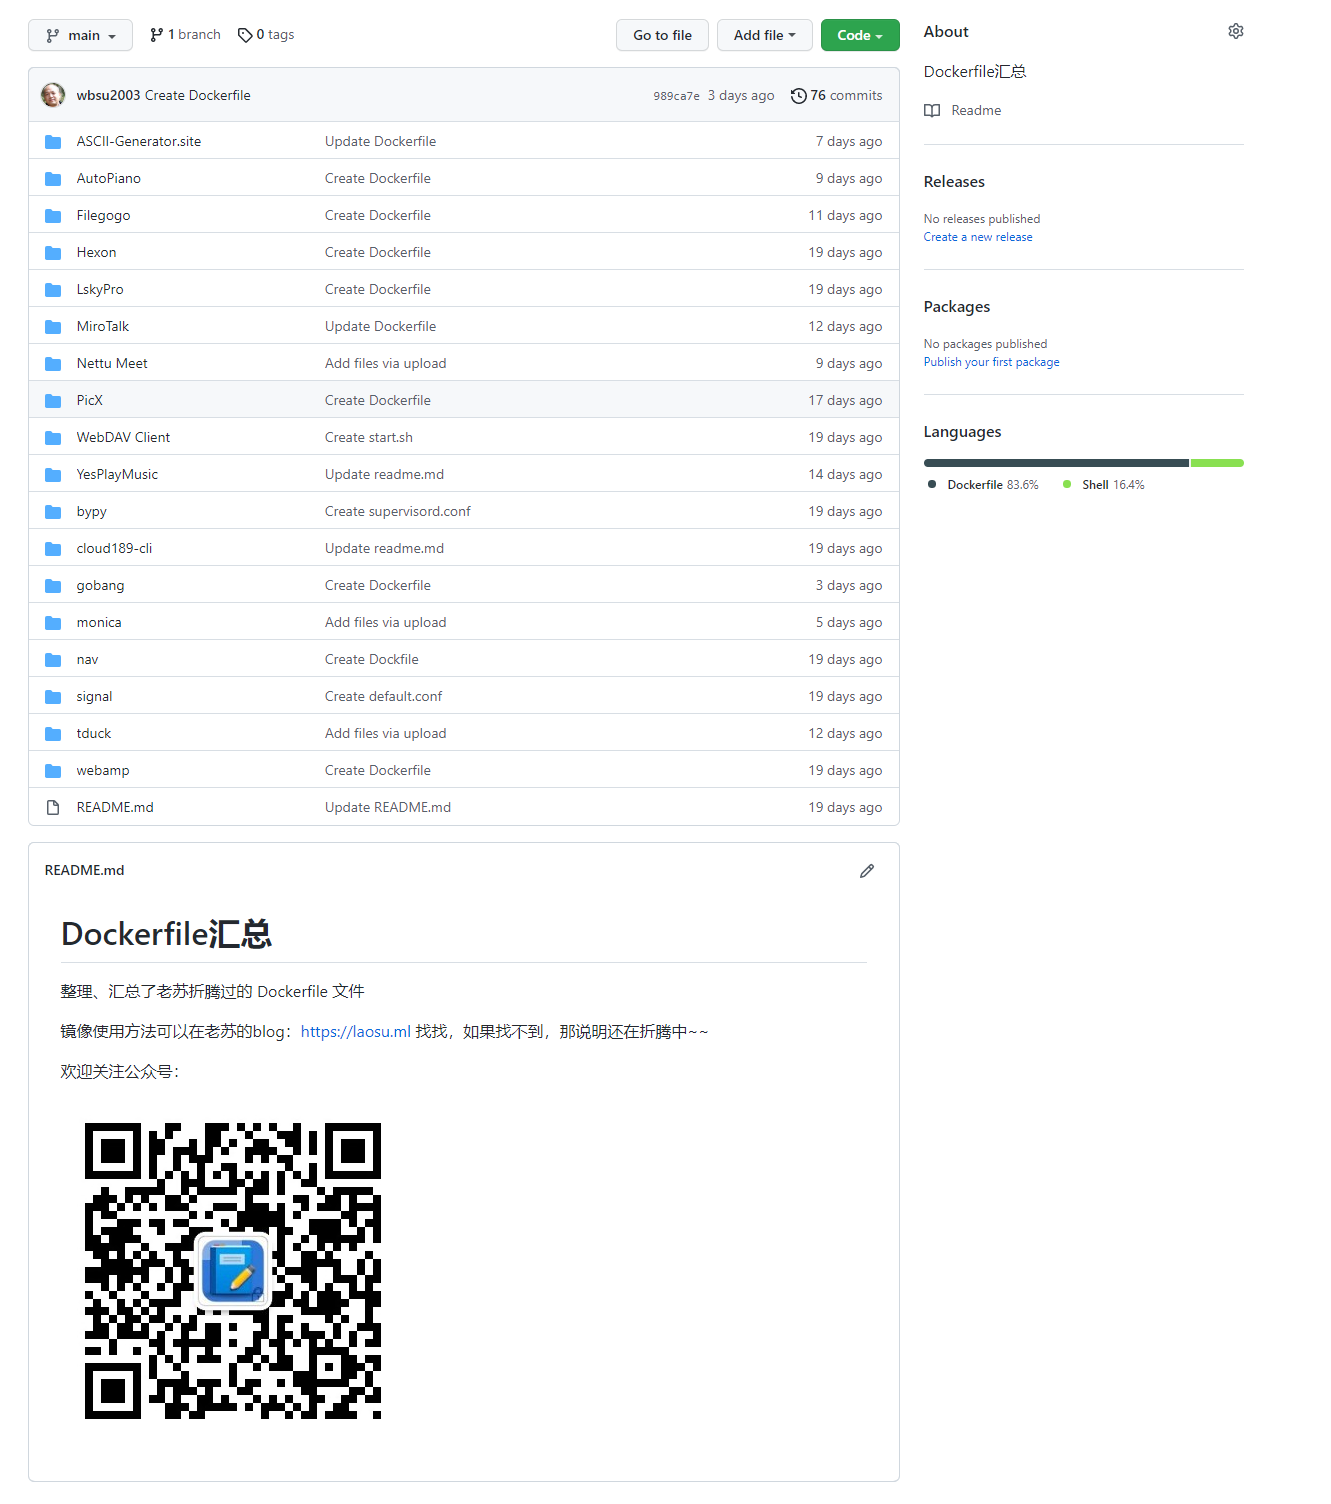 main 1 branch 0 tags Go to file Add file Code
wbsu2003 Create Dockerfile 989ca7e 3 days ago 76 commits
ASCII-Generator.site Update Dockerfile 7 days ago
AutoPiano Create Dockerfile 9 days ago
Filegogo Create Dockerfile 11 days ago
Hexon Create Dockerfile 19 days ago
LskyPro Create Dockerfile 19 days ago
MiroTalk Update Dockerfile 12 days ago
Nettu Meet Add files via upload 9 days ago
PicX Create Dockerfile 17 days ago
WebDAV Client Create start.sh 19 days ago
YesPlayMusic Update readme.md 14 days ago
bypy Create supervisord.conf 19 days ago
cloud189-cli Update readme.md 19 days ago
gobang Create Dockerfile 3 days ago
monica Add files via upload 5 days ago
nav Create Dockfile 19 days ago
signal Create default.conf 19 days ago
tduck Add files via upload 12 days ago
webamp Create Dockerfile 19 days ago
README.md Update README.md 19 days ago
README.md
Dockerfile汇总
整理、汇总了老苏折腾过的 Dockerfile 文件
镜像使用方法可以在老苏的blog：https://laosu.ml 找找，如果找不到，那说明还在折腾中~~
欢迎关注公众号：
About
Dockerfile汇总
Readme
Releases
No releases published
Create a new release
Packages
No packages published
Publish your first package
Languages
Dockerfile 83.6% Shell 16.4%